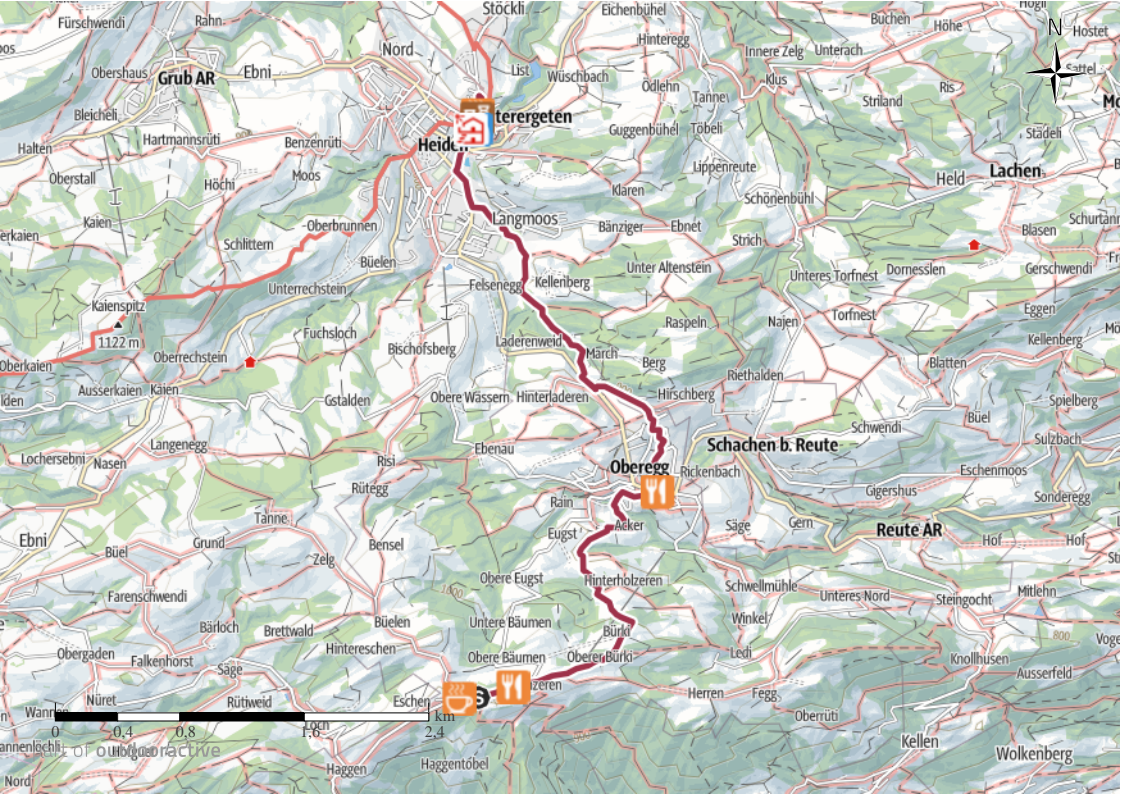 Fürschwendi
Rahn
Stöckli
Eichenbühel
Högli
Buchen
Höhe
Hostet
Nord
Hinteregg
Innere Zelg
Unterach
N
Obershaus
Grub AR
Ebni
List
Wüschbach
Ödlehn
Klus
Ris
Sattel
Bleicheli
Tanne
Striland
Hartmannsrüti
900
Benzenrüti
Guggenbühel
Töbeli
Städeli
Halten
Heiden
Lippenreute
Lachen
Oberstall
Höchi
Moos
Klaren
Schönenbühl
Held
Kaien
Oberbrunnen
Langmoos
Bänziger
Ebnet
Schlittern
Strich
Blasen
Büelen
Unter Altenstein
Dornesslen
Gerschwendi
Unterrechstein
Felsenegg
Kellenberg
Unteres Torfnest
Kaienspitz
1122 m
Fuchsloch
Raspeln
Najen
Torfnest
Eggen
Laderenweid
Bischofsberg
March
Kellenberg
Oberrechstein
Berg
Blatten
Oberkaien
Riethalden
Ausserkaien
Kaien
Gstalden
Obere Wässern
Hinterladeren
Hirschberg
Spielberg
Büel
Schwendi
Langenegg
Ebenau
Schachen b. Reute
Sulzbach
Lochersebni
Nasen
Risi
Oberegg
Rickenbach
Eschenmoos
Rütegg
Rain
Gigershus
Sonderegg
Tanne
Acker
Säge
Gern
Reute AR
Ebni
Büel
Grund
Bensel
Eugst
Hof
Hof
Zelg
Obere Eugst
Hinterholzeren
Schwellmühle
Farenschwendi
Unteres Nord
Steingocht
Mitlehn
Bärloch
Brettwald
Büelen
Untere Bäumen
Bürki
Winkel
800
Obergaden
Falkenhorst
Hintereschen
Obere Bäumen
Oberer Bürki
Ledi
Knollhusen
Säge
Ausserfeld
Nüret
Rütiweid
Eschen
S
Herren
Fegg
Oberrüti
km
0
0,4
0,8
1,6
2,4
Kellen
Wolkenberg
Haggen
Haggentöbel
Nord